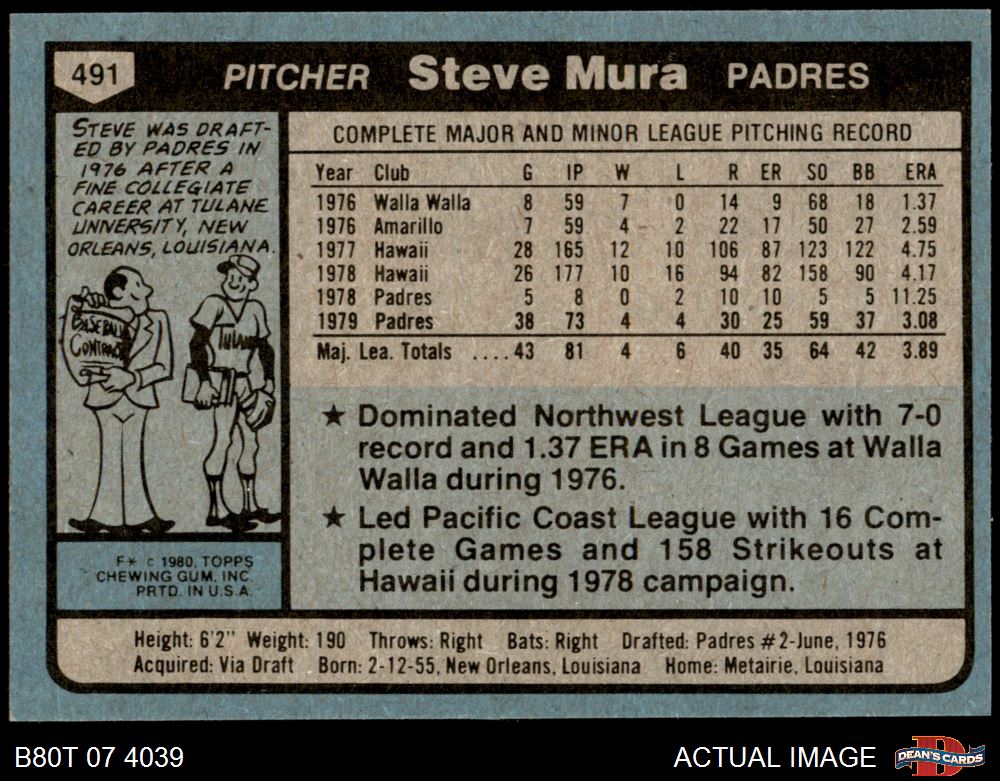 491
PITCHER Steve Mura PADRES
STEVE WAS DRAFT-
ED BY PADRES IN
1976 AFTER A
FINE COLLEGIATE
CAREER AT TULANE
UNIVERSITY, NEW
ORLEANS, LOUISIANA.
BASEBALL
CONTRACT
TULANE
F* © 1980, TOPPS
CHEWING GUM, INC.
PRTD. IN U.S.A.
COMPLETE MAJOR AND MINOR LEAGUE PITCHING RECORD
Year Club G IP W L R ER SO BB ERA
1976 Walla Walla 8 59 7 0 14 9 68 18 1.37
1976 Amarillo 7 59 4 2 22 17 50 27 2.59
1977 Hawaii 28 165 12 10 106 87 123 122 4.75
1978 Hawaii 26 177 10 16 94 82 158 90 4.17
1978 Padres 5 8 0 2 10 10 5 5 11.25
1979 Padres 38 73 4 4 30 25 59 37 3.08
Maj. Lea. Totals ....43 81 4 6 40 35 64 42 3.89
★ Dominated Northwest League with 7-0
record and 1.37 ERA in 8 Games at Walla
Walla during 1976.
★ Led Pacific Coast League with 16 Com-
plete Games and 158 Strikeouts at
Hawaii during 1978 campaign.
Height: 6'2" Weight: 190 Throws: Right Bats: Right Drafted: Padres #2-June, 1976
Acquired: Via Draft Born: 2-12-55, New Orleans, Louisiana Home: Metairie, Louisiana
B80T 07 4039
ACTUAL IMAGE
D
DEAN'S CARDS